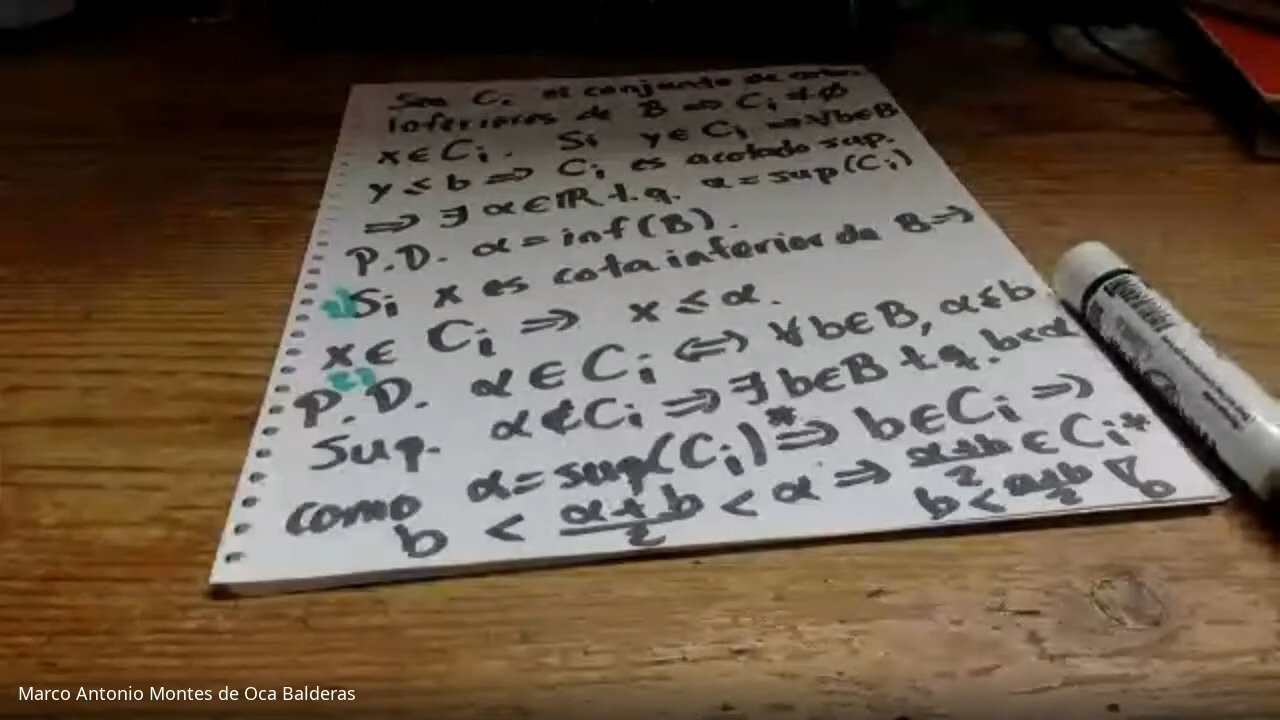 Sea Ci el conjunto de cotas
inferiores de B ⇒ Ci ≠ ∅
x ∈ Ci. Si y ∈ Ci ⇒ ∀b∈B
y ≤ b ⇒ Ci es acotado sup.
⇒ ∃ α∈ℝ t.q. α = sup(Ci)
P.D. α = inf(B).
1) Si x es cota inferior de B ⇒
x ∈ Ci ⇒ x ≤ α.
2)
P.D. α ∈ Ci ⇔ ∀b∈B, α≤b
Sup. α ∉ Ci ⇒ ∃ b∈B t.q. b<α
como α = sup(Ci) ⇒* b∈Ci ⇒
b < (α+b)/2 < α ⇒ (α+b)/2 ∈ Ci *
b < (α+b)/2 ∇
Marco Antonio Montes de Oca Balderas